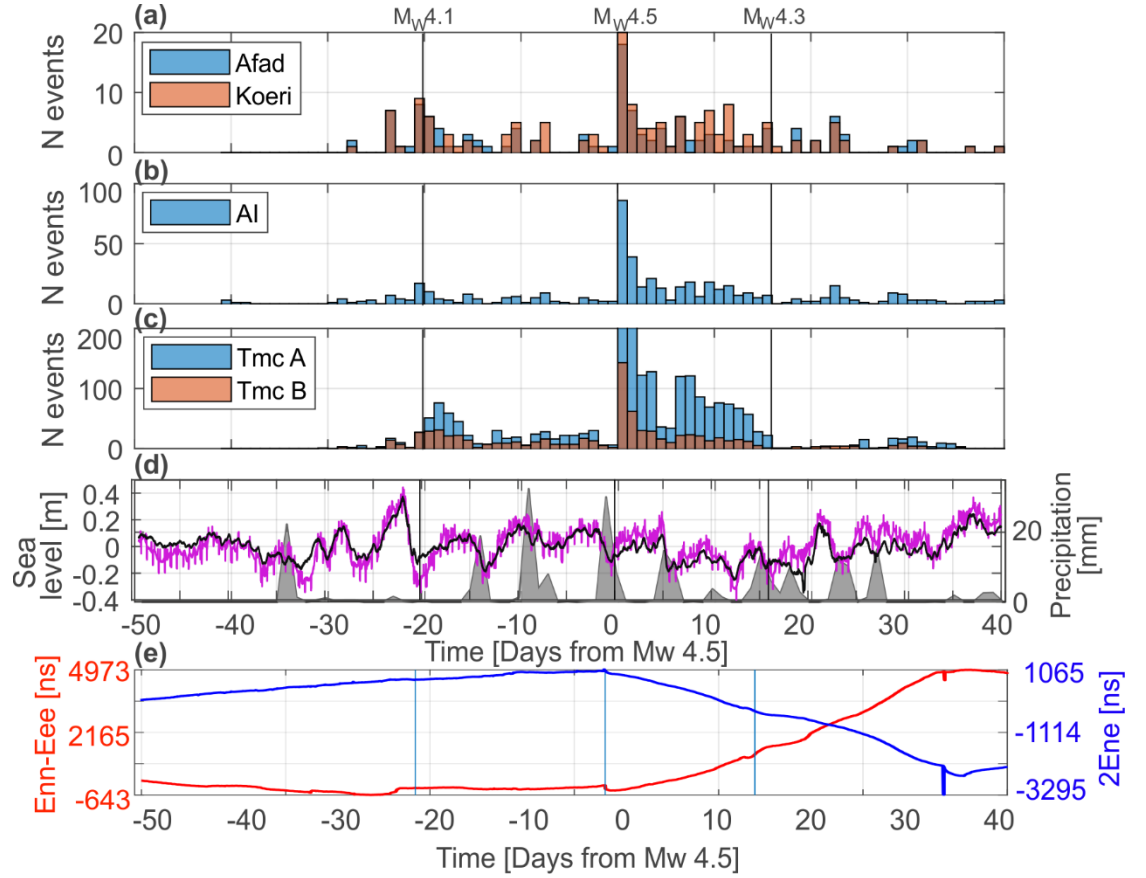 (a) M_W4.1 M_W4.5 M_W4.3
20
Afad
Koeri
10
N events
0
(b)
100
AI
50
N events
0
(c)
200
Tmc A
Tmc B
100
N events
0
(d)
0.4
0.2
0
-0.2
-0.4
Sea
level [m]
20
0
Precipitation
[mm]
-50 -40 -30 -20 -10 0 10 20 30 40
Time [Days from Mw 4.5]
(e)
4973
2165
-643
Enn-Eee [ns]
1065
-1114
-3295
2Ene [ns]
-50 -40 -30 -20 -10 0 10 20 30 40
Time [Days from Mw 4.5]